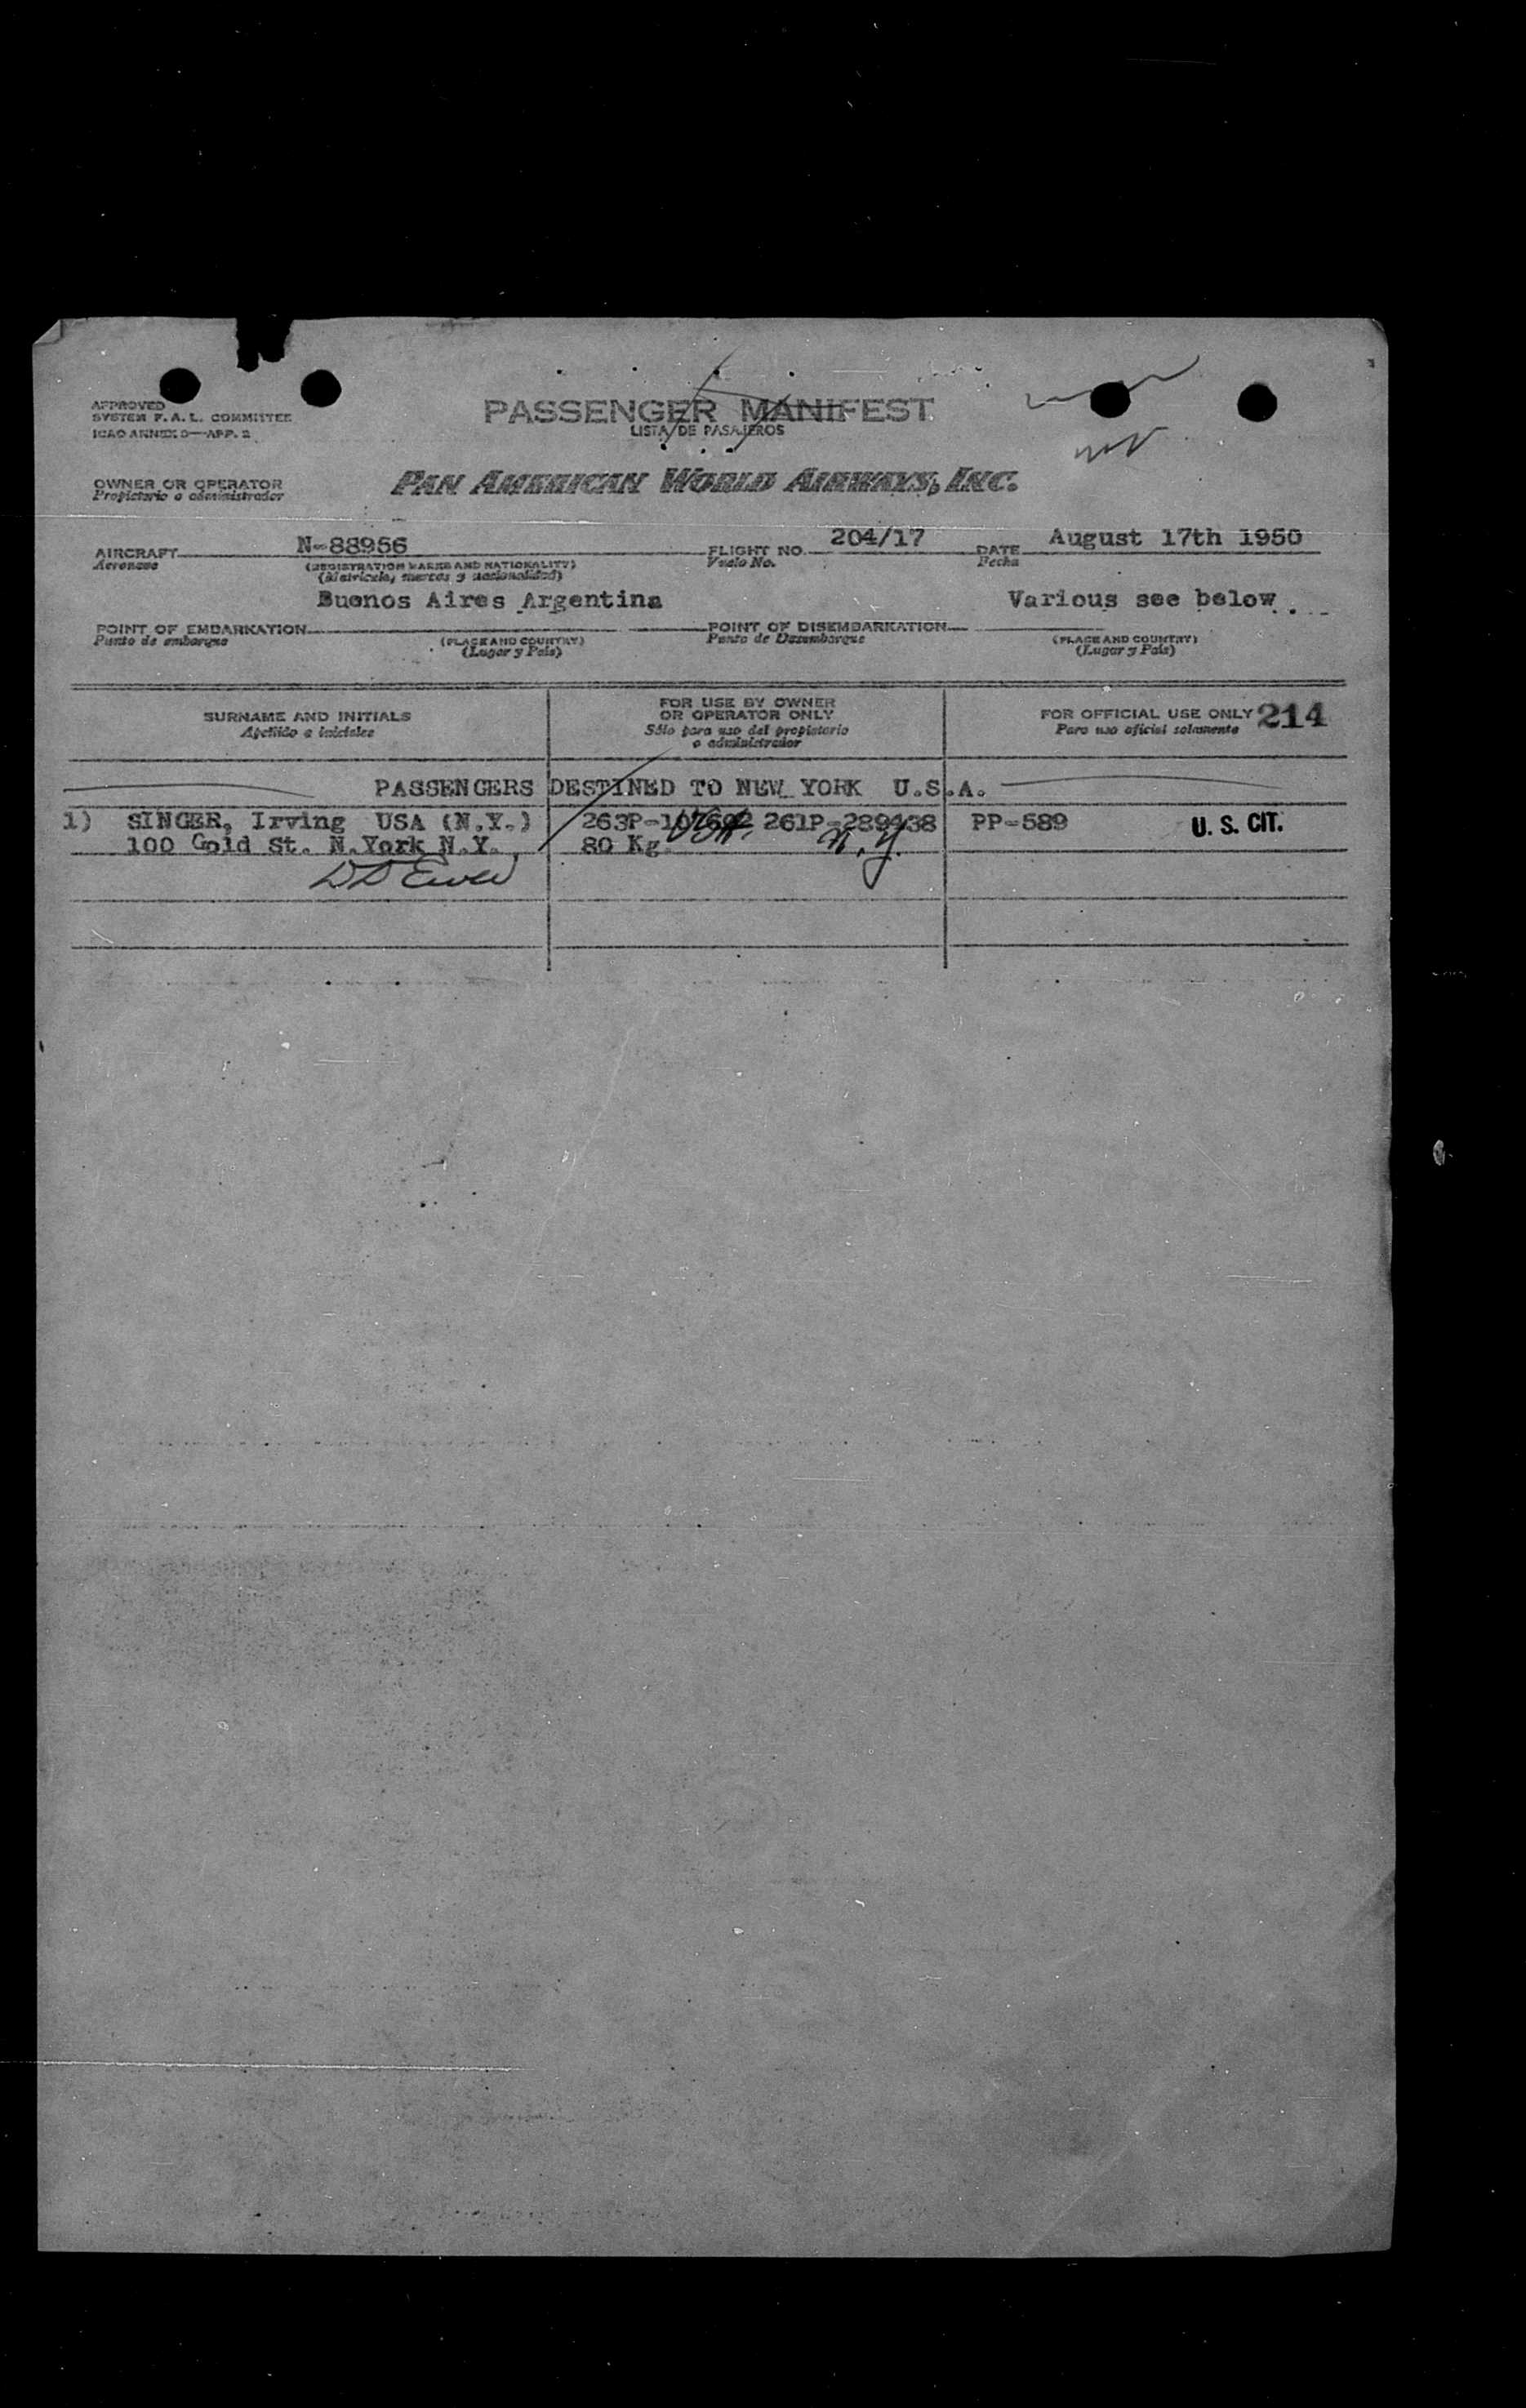 APPROVED
SYSTEM F. A. L. COMMITTEE
ICAO ANNEX 9—APP. 2
PASSENGER MANIFEST
LISTA DE PASAJEROS
OWNER OR OPERATOR
Propietario o administrador
PAN AMERICAN WORLD AIRWAYS, INC.
AIRCRAFT N-88956 FLIGHT NO. 204/17 DATE August 17th 1950
Aeronave (REGISTRATION MARKS AND NATIONALITY) Vuelo No. Fecha
(Matricula, marcas y nacionalidad)
Buenos Aires Argentina Various see below
POINT OF EMBARKATION POINT OF DISEMBARKATION
Punto de embarque (PLACE AND COUNTRY) Punto de Desembarque (PLACE AND COUNTRY)
(Lugar y País) (Lugar y País)
SURNAME AND INITIALS
Apellido e iniciales
FOR USE BY OWNER
OR OPERATOR ONLY
Sólo para uso del propietario
o administrador
FOR OFFICIAL USE ONLY 214
Para uso oficial solamente
PASSENGERS DESTINED TO NEW YORK U.S.A.
1) SINGER, Irving USA (N.Y.) 263P-107692 261P-289438 PP-589 U. S. CIT.
100 Gold St. N.York N.Y. 80 Kg. N.Y.